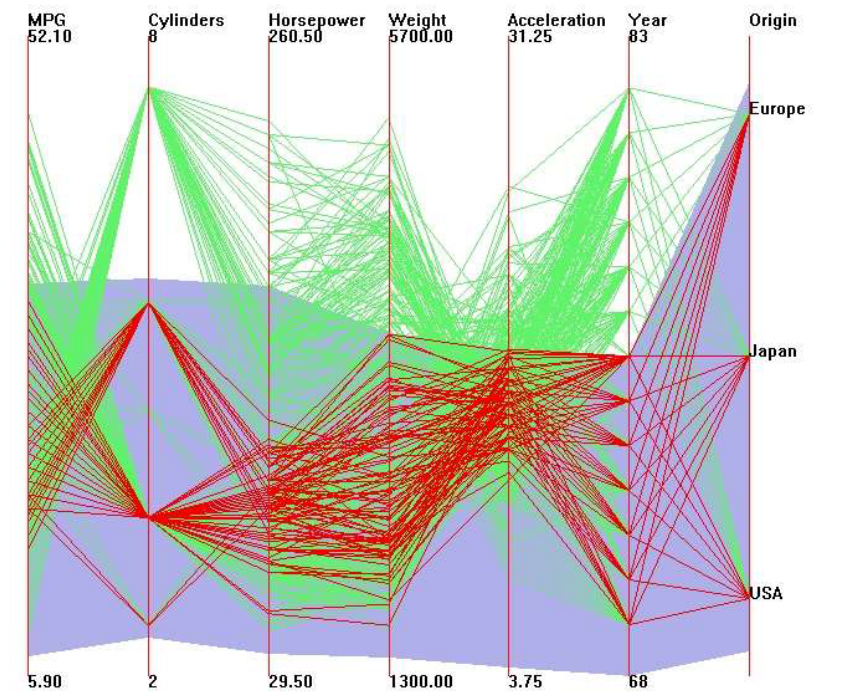 MPG Cylinders Horsepower Weight Acceleration Year Origin
52.10 8 260.50 5700.00 31.25 83
Europe
Japan
USA
5.90 2 29.50 1300.00 3.75 68